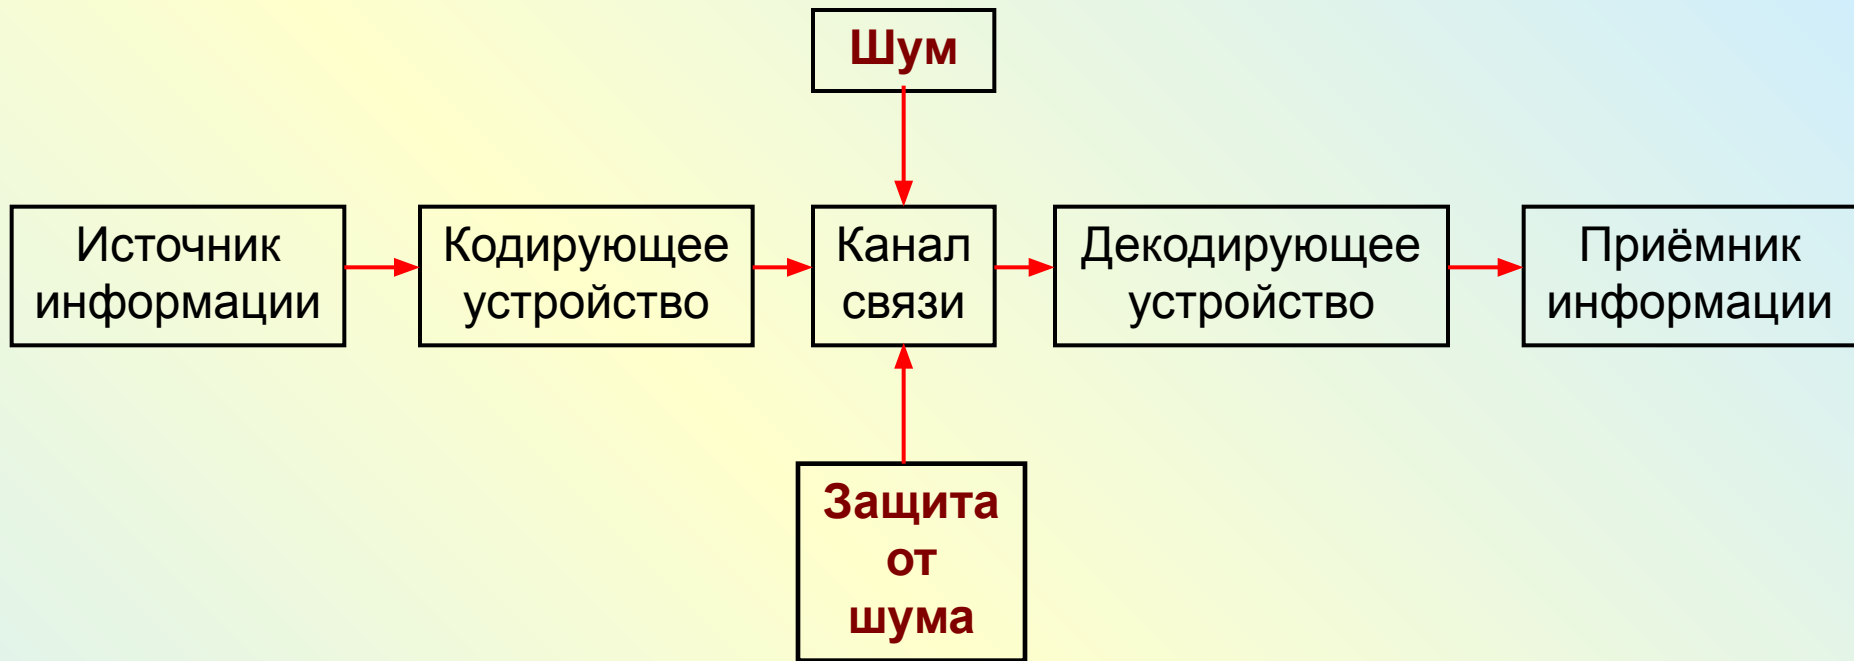 Шум
Источник
информации
Кодирующее
устройство
Канал
связи
Декодирующее
устройство
Приёмник
информации
Защита
от
шума